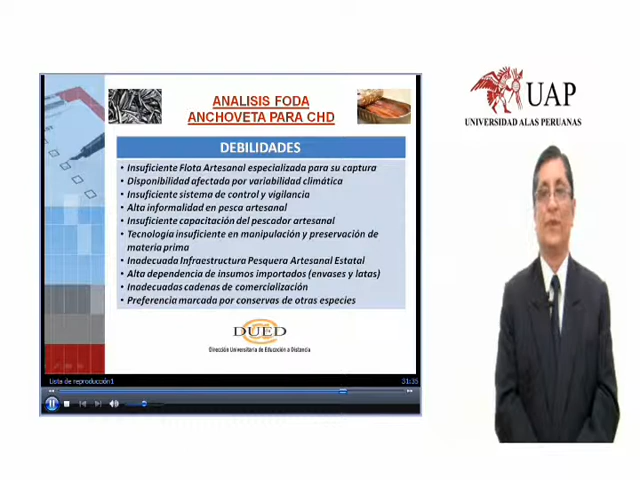 ANALISIS FODA
ANCHOVETA PARA CHD
DEBILIDADES
• Insuficiente Flota Artesanal especializada para su captura
• Disponibilidad afectada por variabilidad climática
• Insuficiente sistema de control y vigilancia
• Alta informalidad en pesca artesanal
• Insuficiente capacitación del pescador artesanal
• Tecnología insuficiente en manipulación y preservación de
materia prima
• Inadecuada Infraestructura Pesquera Artesanal Estatal
• Alta dependencia de insumos importados (envases y latas)
• Inadecuadas cadenas de comercialización
• Preferencia marcada por conservas de otras especies
DUED
Dirección Universitaria de Educación a Distancia
Lista de reproducción1
31:35
UAP
UNIVERSIDAD ALAS PERUANAS